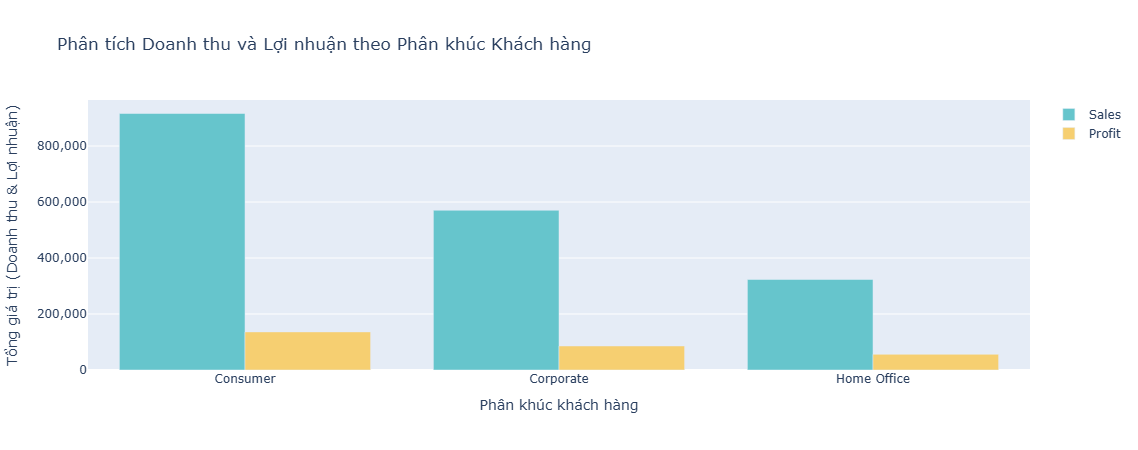 Phân tích Doanh thu và Lợi nhuận theo Phân khúc Khách hàng
Sales
Profit
Tổng giá trị (Doanh thu & Lợi nhuận)
800,000
600,000
400,000
200,000
0
Consumer
Corporate
Home Office
Phân khúc khách hàng